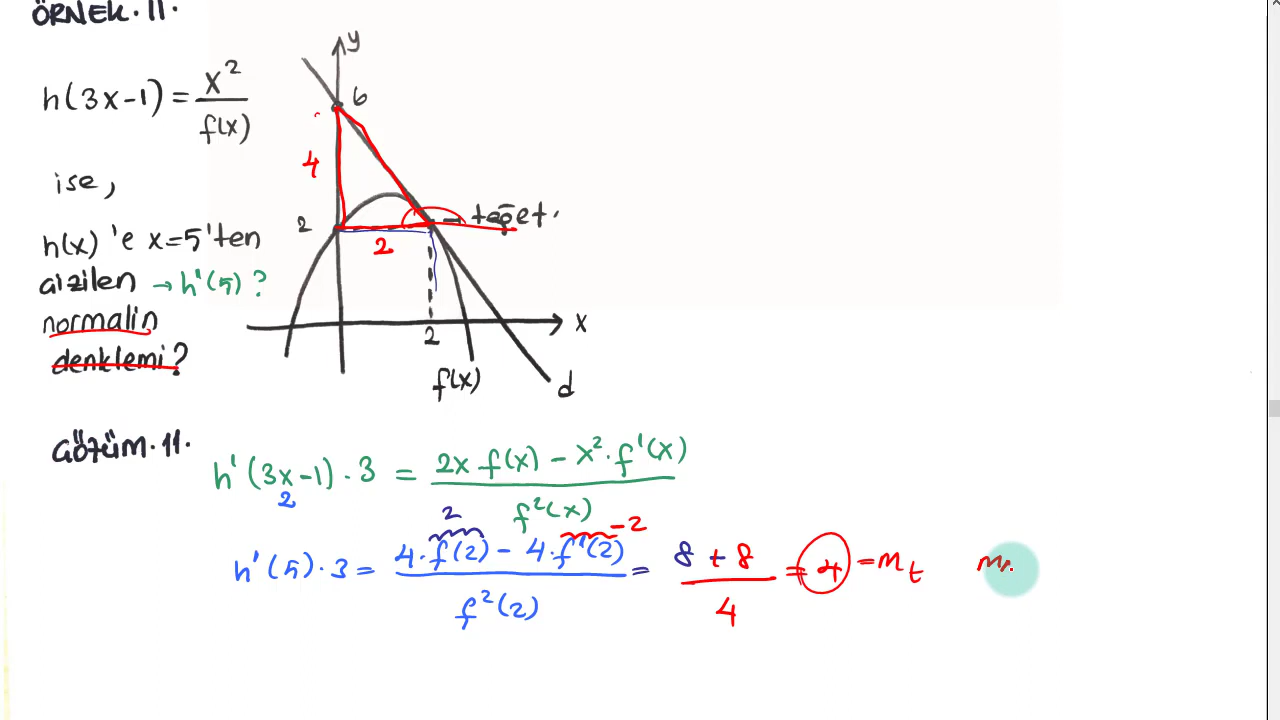 ÖRNEK.11.
h(3x-1) = x² / f(x)
ise,
h(x)'e x=5'ten
çizilen → h'(5)?
normalin
denklemi?
y
6
4
2
2
teğet.
x
2
f(x)
d
Çözüm.11.
h'(3x-1)·3 = (2x f(x) - x²·f'(x)) / f²(x)
2
2
-2
h'(5)·3 = (4·f(2) - 4·f'(2)) / f²(2) = (8 + 8) / 4 = 4 = mt